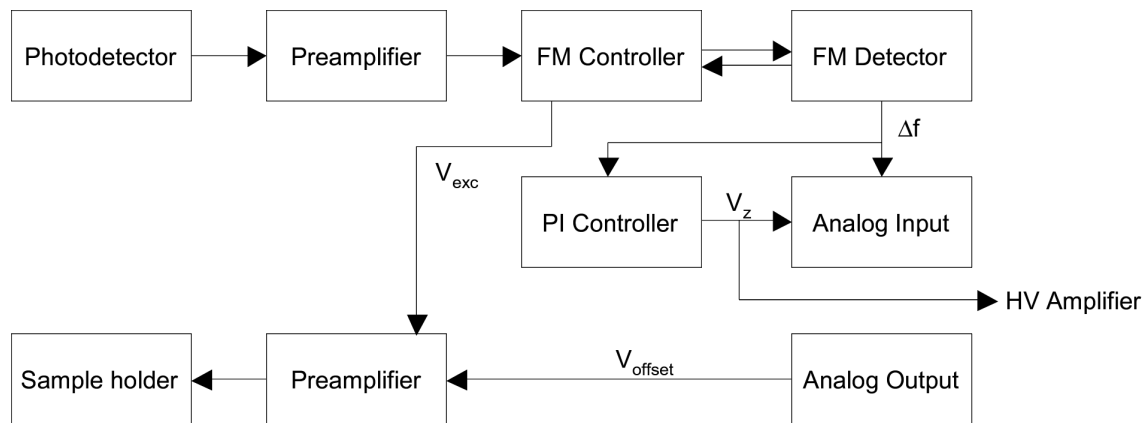 Photodetector
Preamplifier
FM Controller
FM Detector
Δf
V_exc
PI Controller
V_z
Analog Input
HV Amplifier
Sample holder
Preamplifier
V_offset
Analog Output